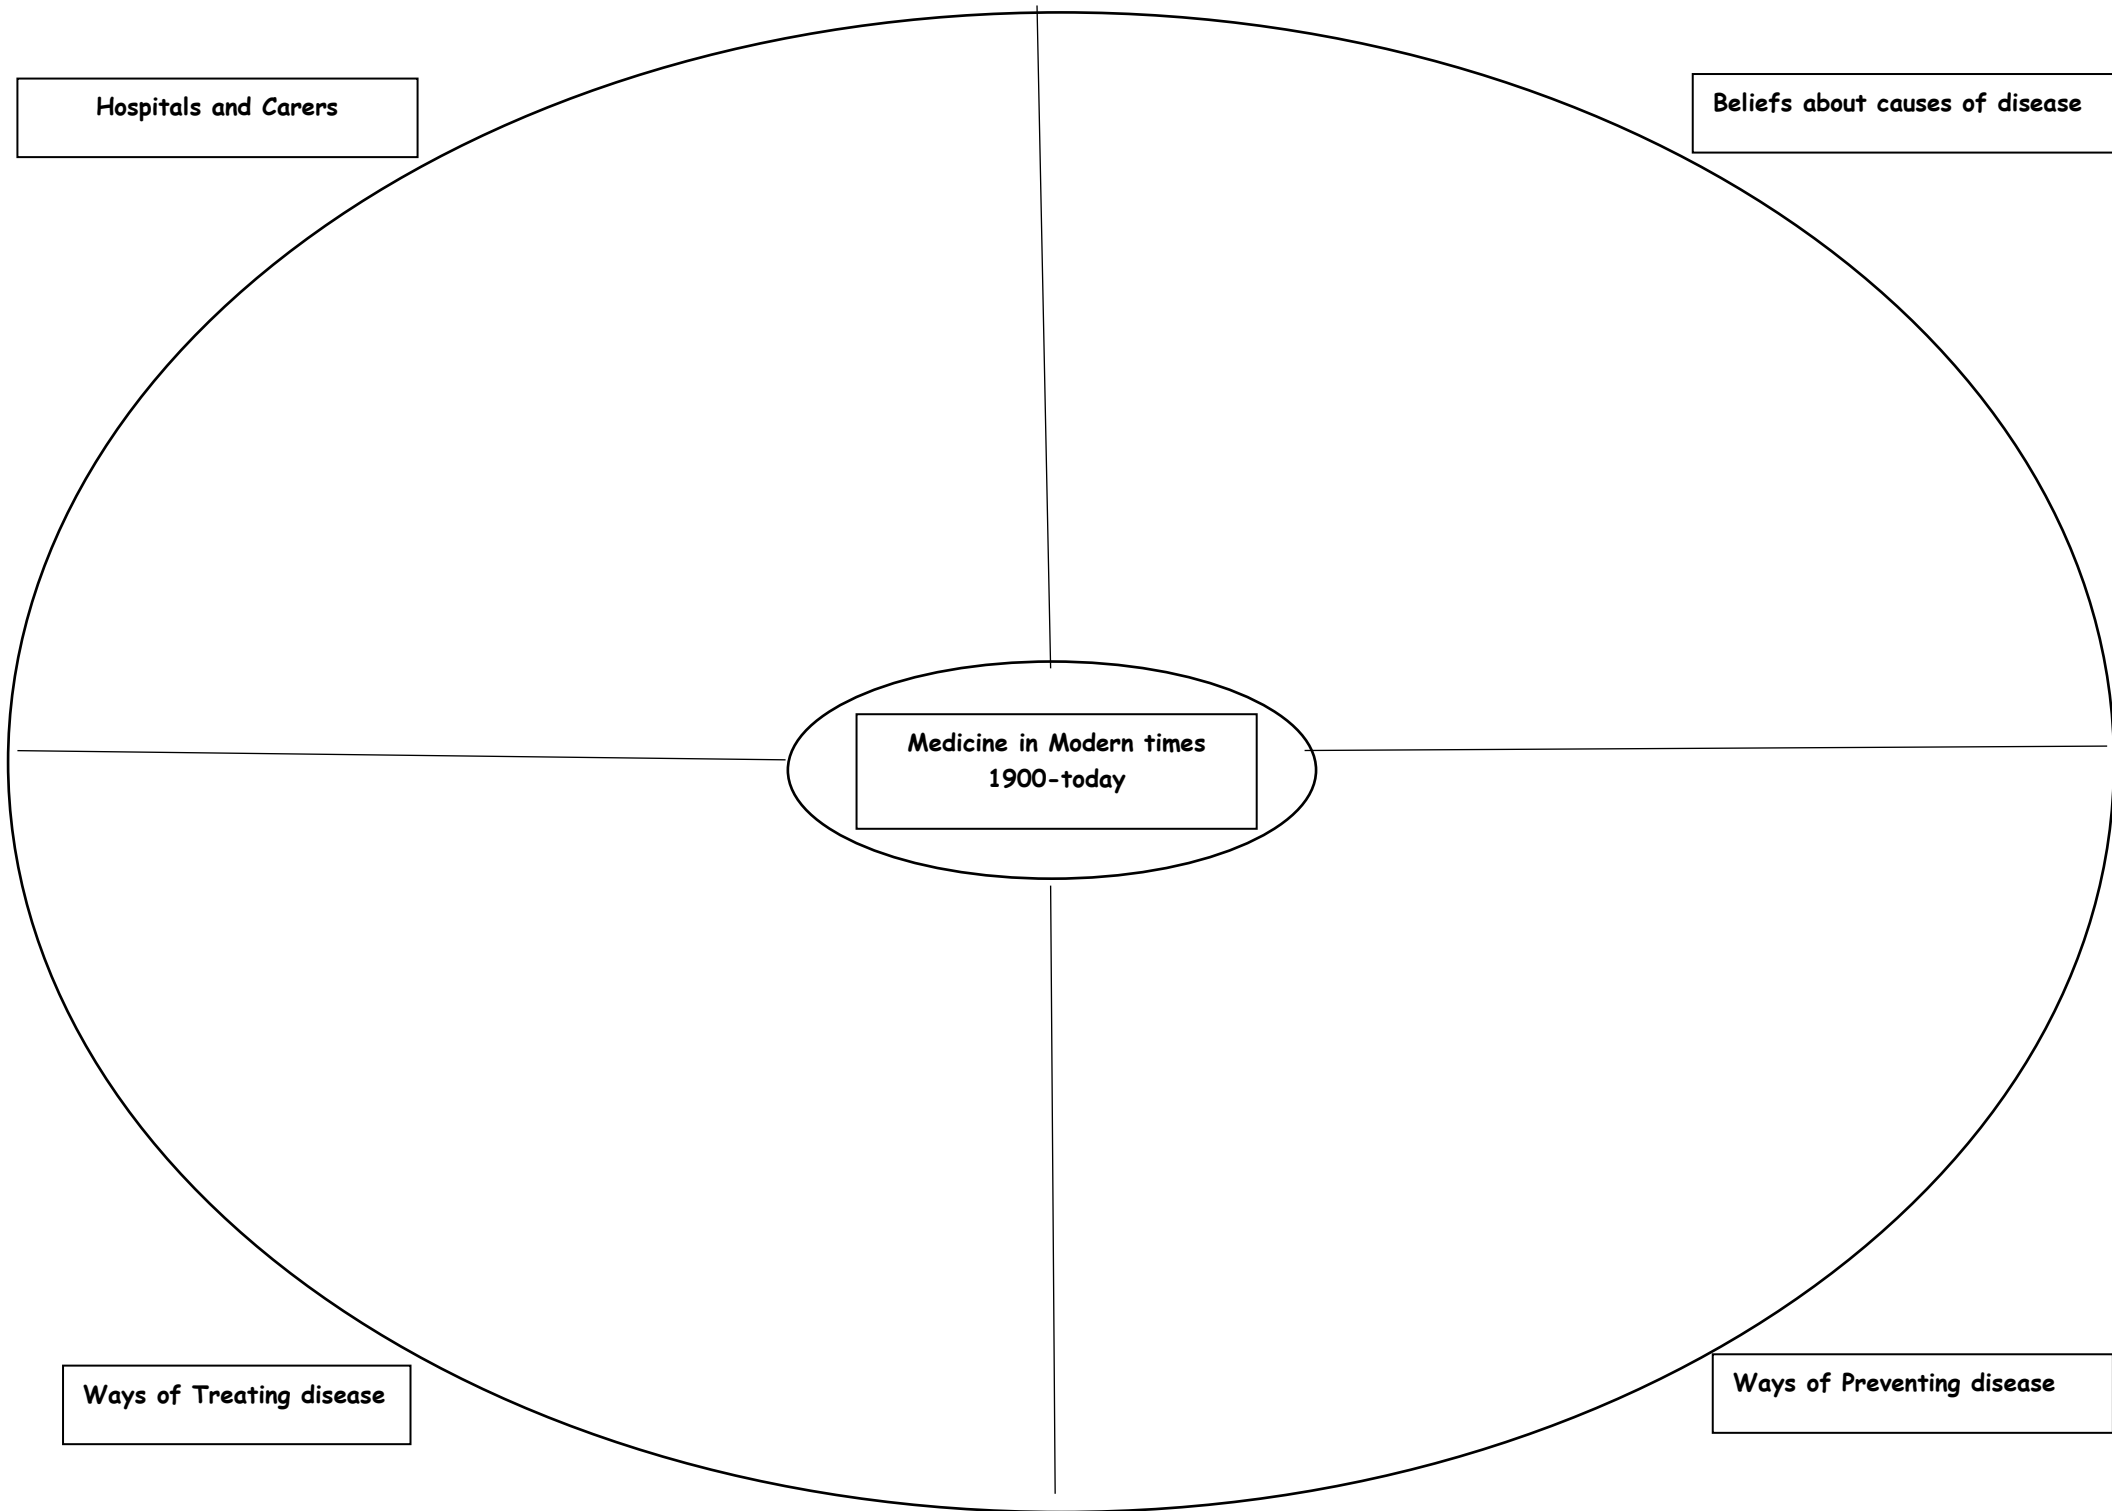 Hospitals and Carers
Beliefs about causes of disease
Medicine in Modern times
1900-today
Ways of Treating disease
Ways of Preventing disease